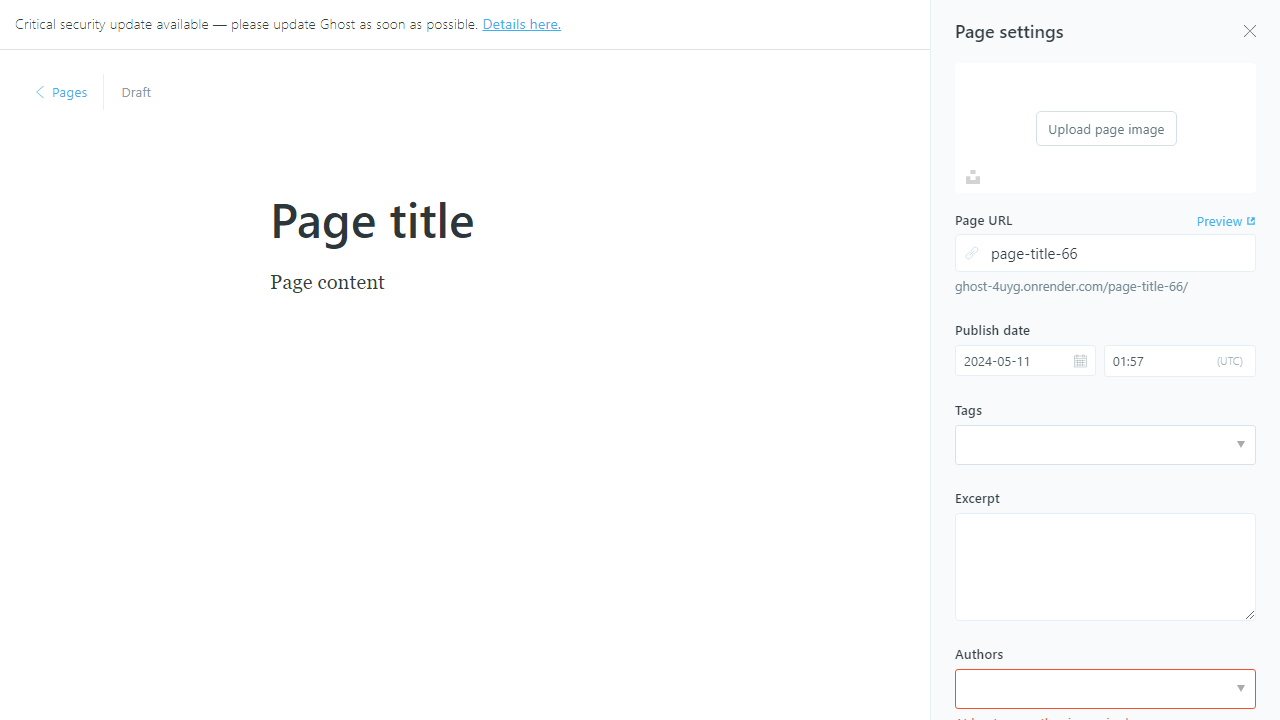 Critical security update available — please update Ghost as soon as possible. Details here.
Pages
Draft
Page title
Page content
Page settings
Upload page image
Page URL
Preview
page-title-66
ghost-4uyg.onrender.com/page-title-66/
Publish date
2024-05-11
01:57
(UTC)
Tags
Excerpt
Authors